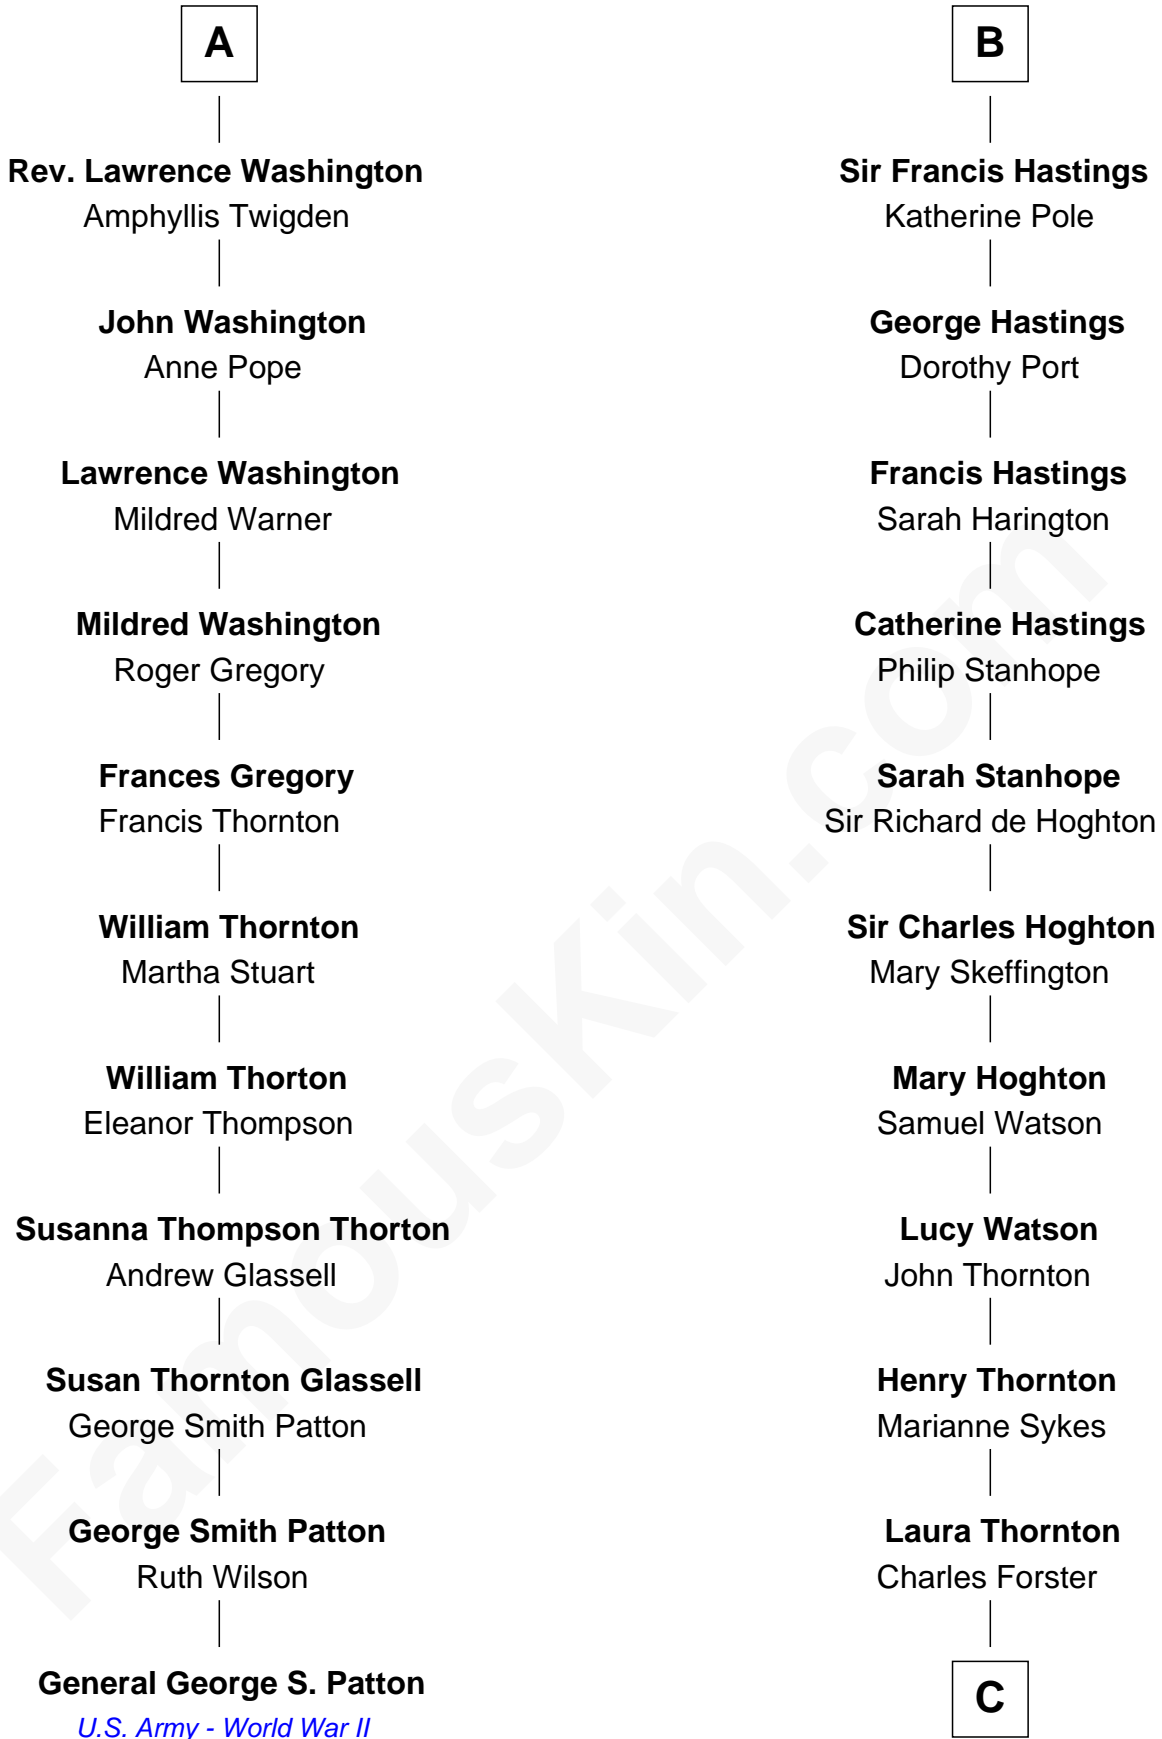 A
Rev. Lawrence Washington
Amphyllis Twigden
John Washington
Anne Pope
Lawrence Washington
Mildred Warner
Mildred Washington
Roger Gregory
Frances Gregory
Francis Thornton
William Thornton
Martha Stuart
William Thorton
Eleanor Thompson
Susanna Thompson Thorton
Andrew Glassell
Susan Thornton Glassell
George Smith Patton
George Smith Patton
Ruth Wilson
General George S. Patton
U.S. Army - World War II
B
Sir Francis Hastings
Katherine Pole
George Hastings
Dorothy Port
Francis Hastings
Sarah Harington
Catherine Hastings
Philip Stanhope
Sarah Stanhope
Sir Richard de Hoghton
Sir Charles Hoghton
Mary Skeffington
Mary Hoghton
Samuel Watson
Lucy Watson
John Thornton
Henry Thornton
Marianne Sykes
Laura Thornton
Charles Forster
C
FamousKin.com